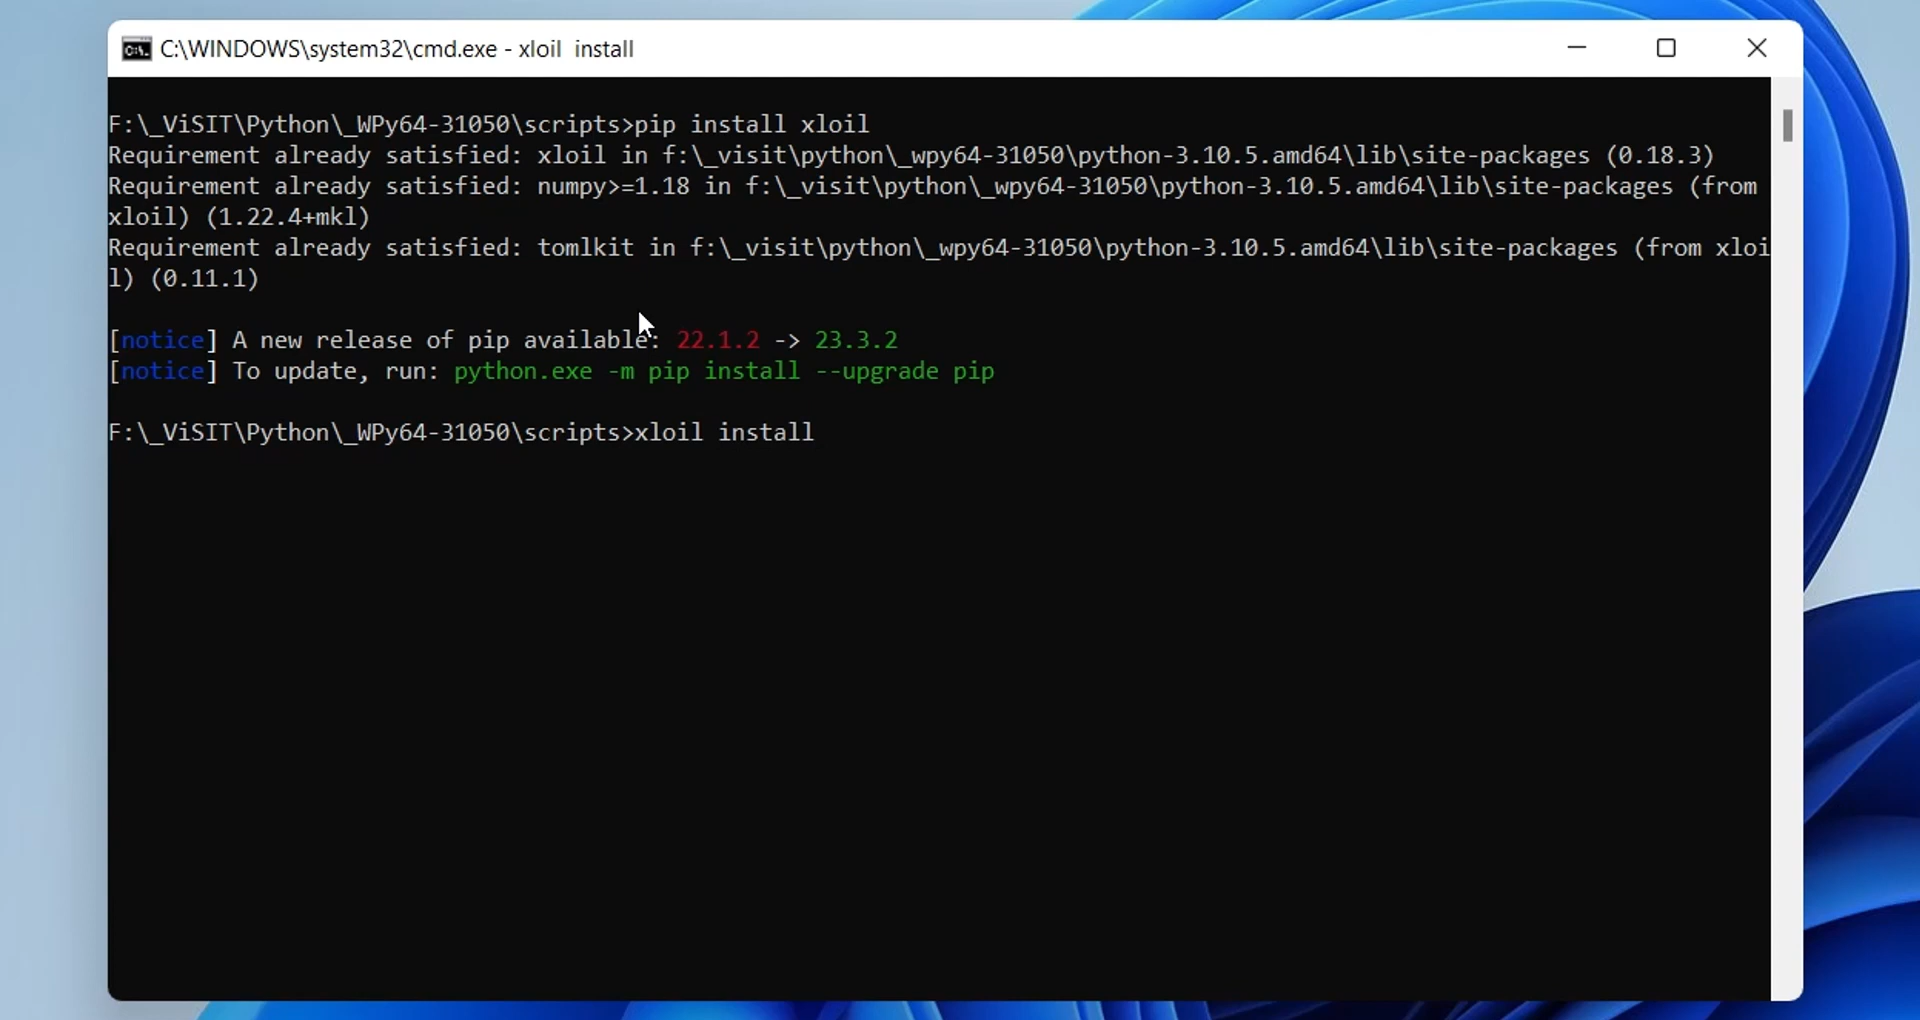 C:\WINDOWS\system32\cmd.exe - xloil  install
F:\_ViSIT\Python\_WPy64-31050\scripts>pip install xloil
Requirement already satisfied: xloil in f:\_visit\python\_wpy64-31050\python-3.10.5.amd64\lib\site-packages (0.18.3)
Requirement already satisfied: numpy>=1.18 in f:\_visit\python\_wpy64-31050\python-3.10.5.amd64\lib\site-packages (from
xloil) (1.22.4+mkl)
Requirement already satisfied: tomlkit in f:\_visit\python\_wpy64-31050\python-3.10.5.amd64\lib\site-packages (from xloi
l) (0.11.1)
[notice] A new release of pip available: 22.1.2 -> 23.3.2
[notice] To update, run: python.exe -m pip install --upgrade pip
F:\_ViSIT\Python\_WPy64-31050\scripts>xloil install